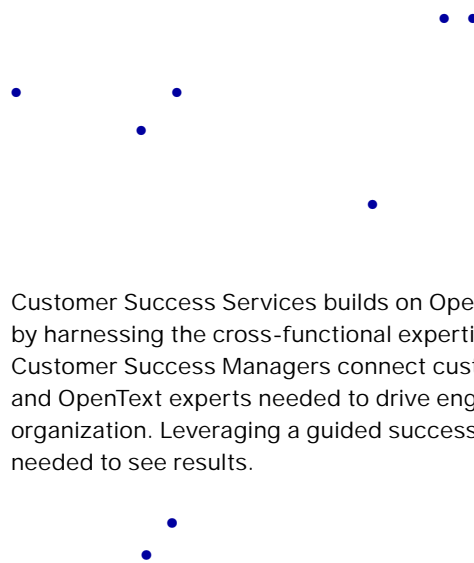 Customer Success Services builds on Ope
by harnessing the cross-functional experti
Customer Success Managers connect cust
and OpenText experts needed to drive eng
organization. Leveraging a guided success
needed to see results.